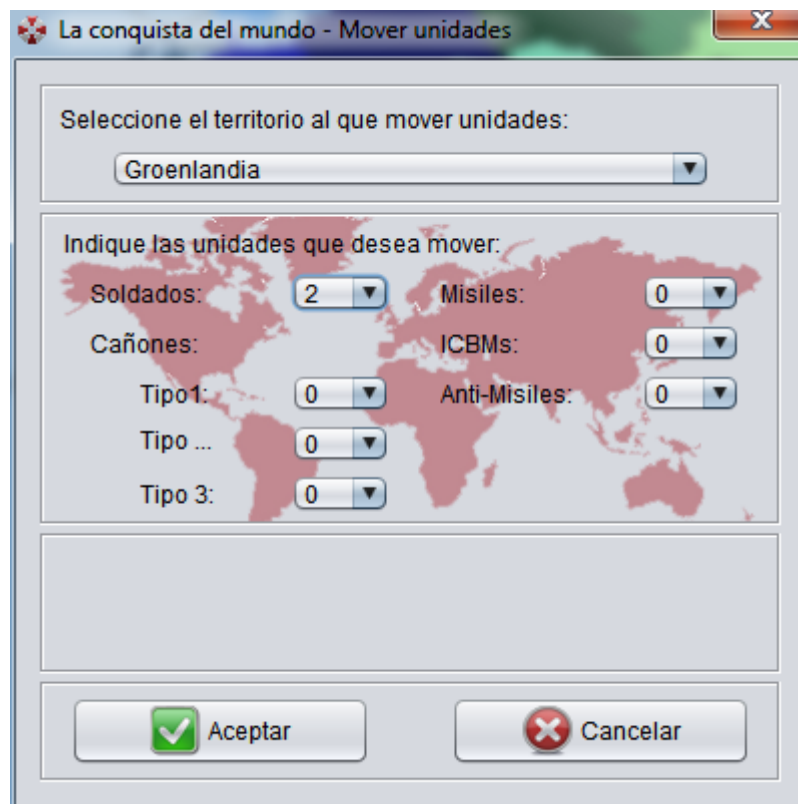 La conquista del mundo - Mover unidades
Seleccione el territorio al que mover unidades:
Groenlandia
Indique las unidades que desea mover:
Soldados: 2 Misiles: 0
Cañones: ICBMs: 0
Tipo1: 0 Anti-Misiles: 0
Tipo ... 0
Tipo 3: 0
Aceptar Cancelar